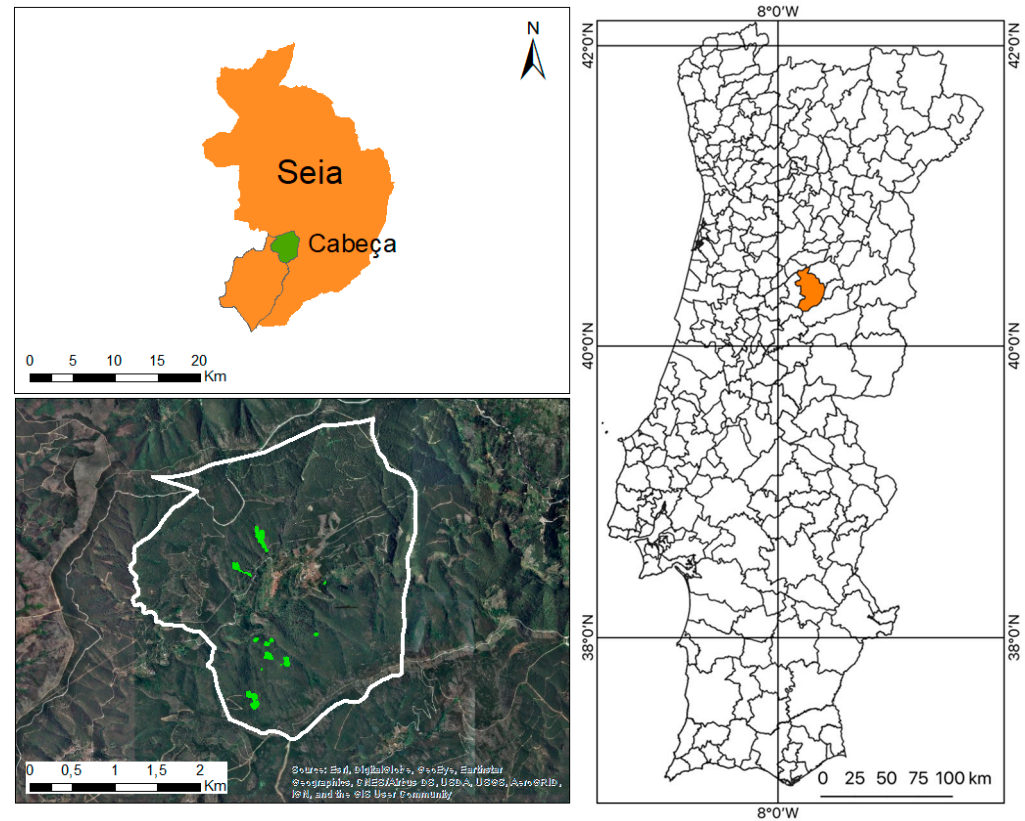 N
Seia
Cabeça
0 5 10 15 20
Km
0 0,5 1 1,5 2
Km
Source: Esri, DigitalGlobe, GeoEye, Earthstar
Geographics, CNES/Airbus DS, USDA, USGS, AeroGRID,
IGN, and the GIS User Community
8°0'W
42°0'N
42°0'N
40°0'N
40°0'N
38°0'N
38°0'N
0 25 50 75 100 km
8°0'W